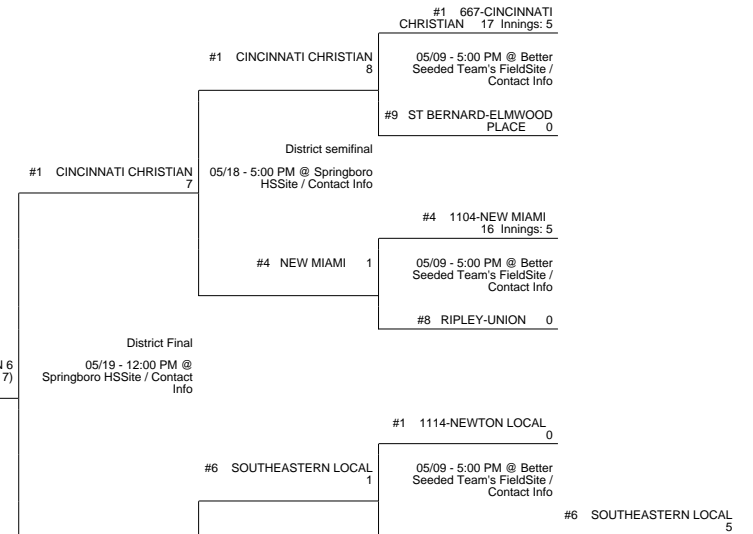 #1 667-CINCINNATI
CHRISTIAN 17 Innings: 5
#1 CINCINNATI CHRISTIAN
8
05/09 - 5:00 PM @ Better
Seeded Team's FieldSite /
Contact Info
#9 ST BERNARD-ELMWOOD
PLACE 0
District semifinal
#1 CINCINNATI CHRISTIAN
7
05/18 - 5:00 PM @ Springboro
HSSite / Contact Info
#4 1104-NEW MIAMI
16 Innings: 5
#4 NEW MIAMI 1
05/09 - 5:00 PM @ Better
Seeded Team's FieldSite /
Contact Info
#8 RIPLEY-UNION 0
District Final
6
7)
05/19 - 12:00 PM @
Springboro HSSite / Contact
Info
#1 1114-NEWTON LOCAL
0
#6 SOUTHEASTERN LOCAL
1
05/09 - 5:00 PM @ Better
Seeded Team's FieldSite /
Contact Info
#6 SOUTHEASTERN LOCAL
5